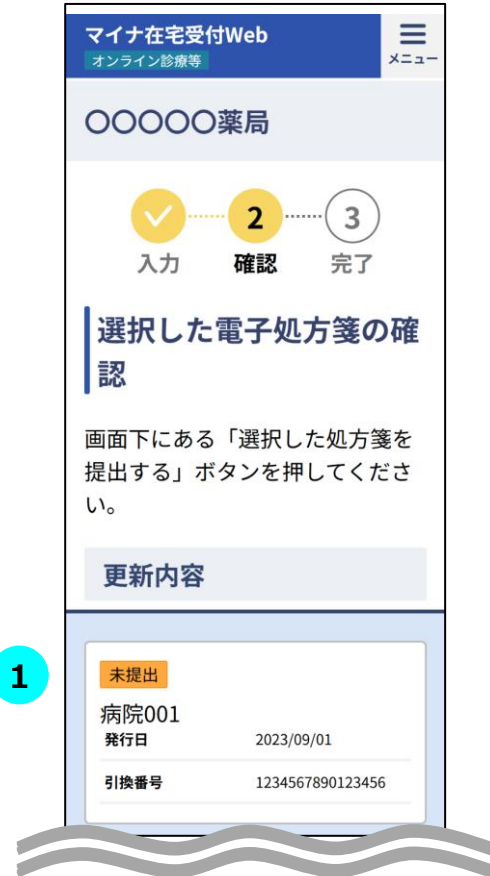 マイナ在宅受付Web
オンライン診療等
メニュー
〇〇〇〇〇薬局
2
3
入力
確認
完了
選択した電子処方箋の確
認
画面下にある「選択した処方箋を
提出する」ボタンを押してくださ
い。
更新内容
1
未提出
病院001
発行日 2023/09/01
引換番号 1234567890123456